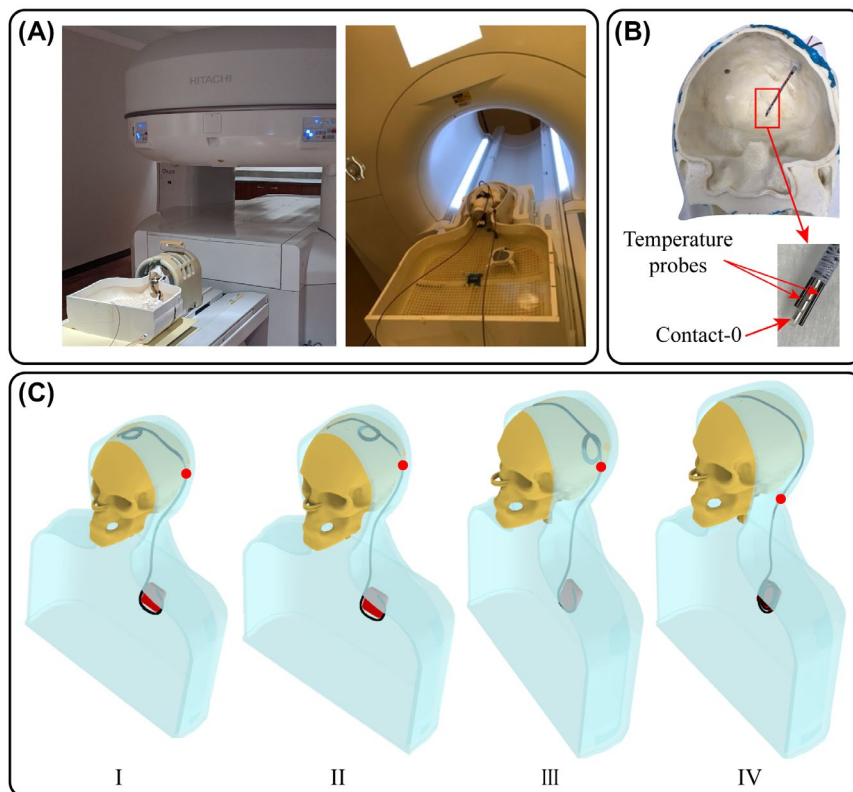 (A)
HITACHI
(B)
Temperature
probes
Contact-0
(C)
I
II
III
IV